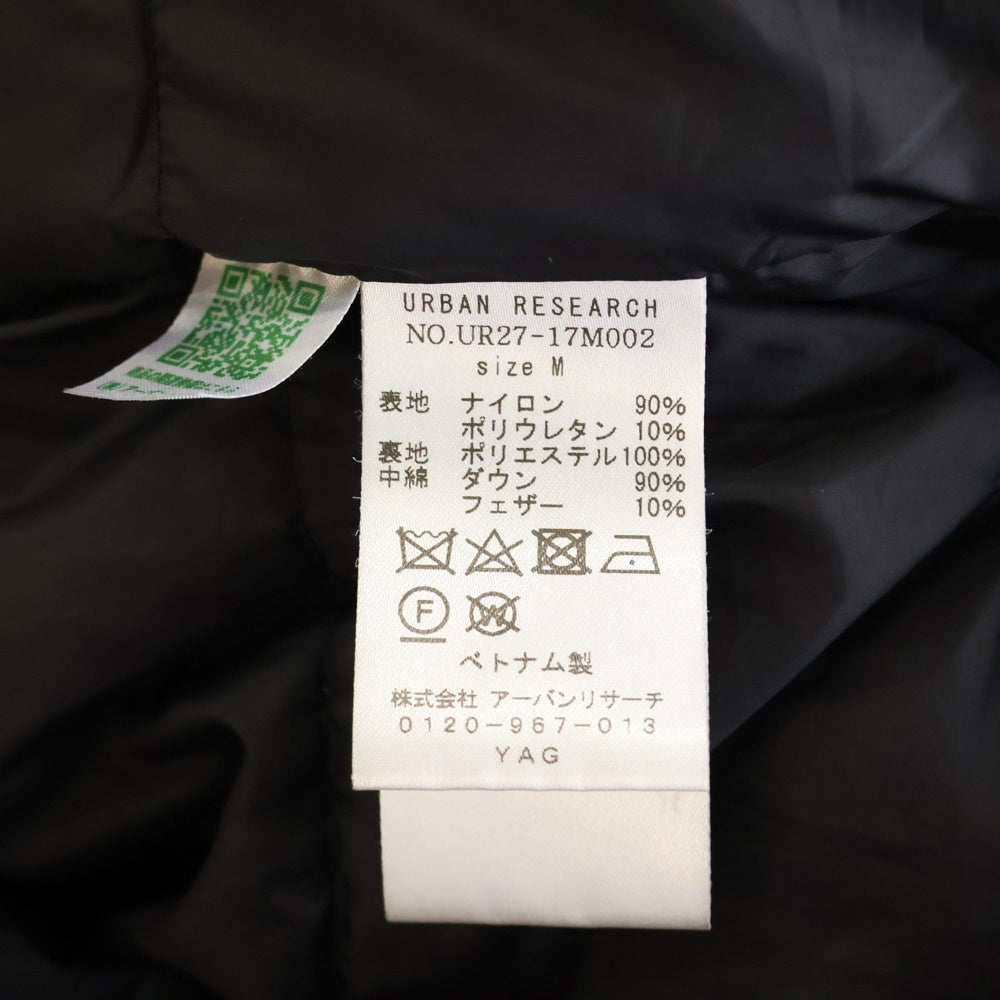 URBAN RESEARCH
NO.UR27-17M002
size M
表地 ナイロン 90%
ポリウレタン 10%
裏地 ポリエステル 100%
中綿 ダウン 90%
フェザー 10%
F
W
ベトナム製
株式会社 アーバンリサーチ
0120-967-013
YAG